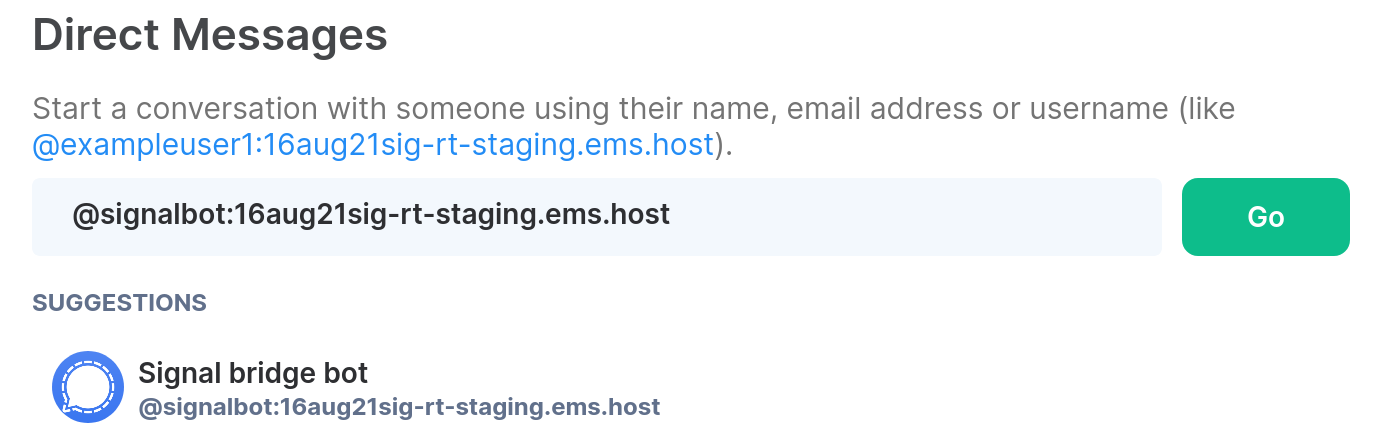 Direct Messages
Start a conversation with someone using their name, email address or username (like
@exampleuser1:16aug21sig-rt-staging.ems.host).
@signalbot:16aug21sig-rt-staging.ems.host
Go
SUGGESTIONS
Signal bridge bot
@signalbot:16aug21sig-rt-staging.ems.host